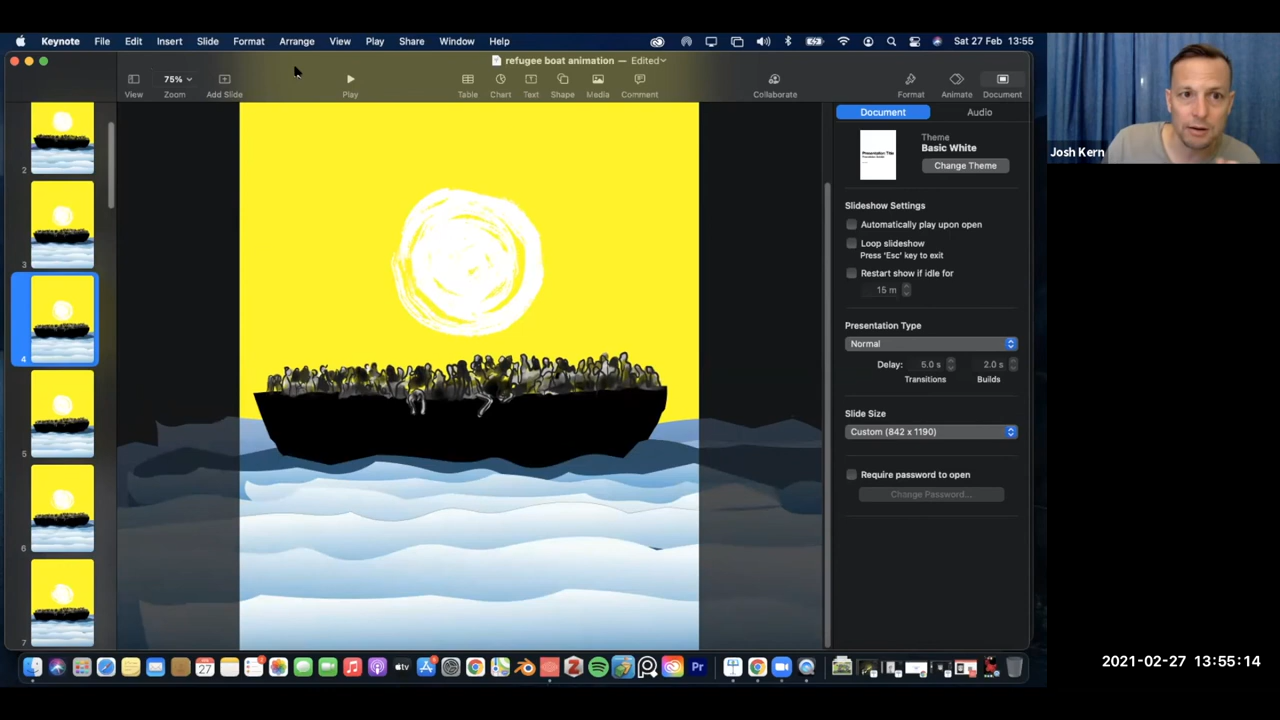 Keynote File Edit Insert Slide Format Arrange View Play Share Window Help Sat 27 Feb 13:55
refugee boat animation — Edited
75%
View Zoom Add Slide Play Table Chart Text Shape Media Comment Collaborate Format Animate Document
Document Audio
Theme
Basic White
Change Theme
Slideshow Settings
Automatically play upon open
Loop slideshow
Press 'Esc' key to exit
Restart show if idle for
15 m
Presentation Type
Normal
Delay: 5.0 s 2.0 s
Transitions Builds
Slide Size
Custom (842 x 1190)
Require password to open
Change Password...
2
3
4
5
6
7
Josh Kern
27
Pr
2021-02-27 13:55:14